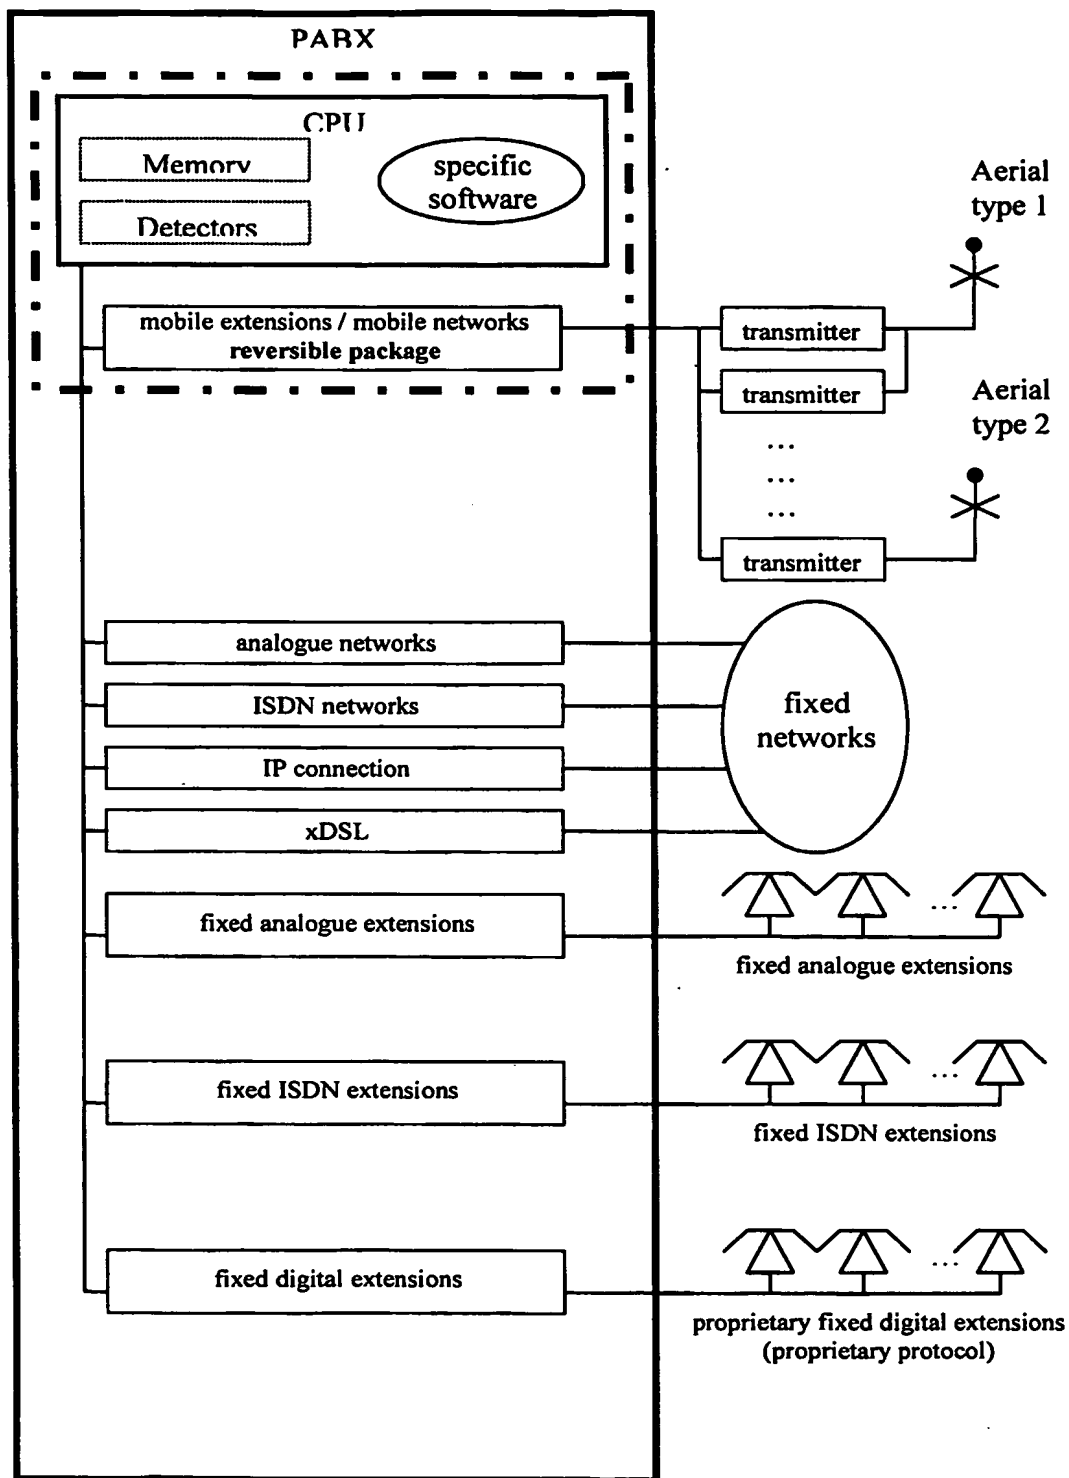 PABX
CPU
Memory
specific
software
Detectors
Aerial
type 1
mobile extensions / mobile networks
reversible package
transmitter
transmitter
Aerial
type 2
...
...
...
transmitter
analogue networks
ISDN networks
IP connection
xDSL
fixed
networks
fixed analogue extensions
...
fixed analogue extensions
fixed ISDN extensions
...
fixed ISDN extensions
fixed digital extensions
...
proprietary fixed digital extensions
(proprietary protocol)